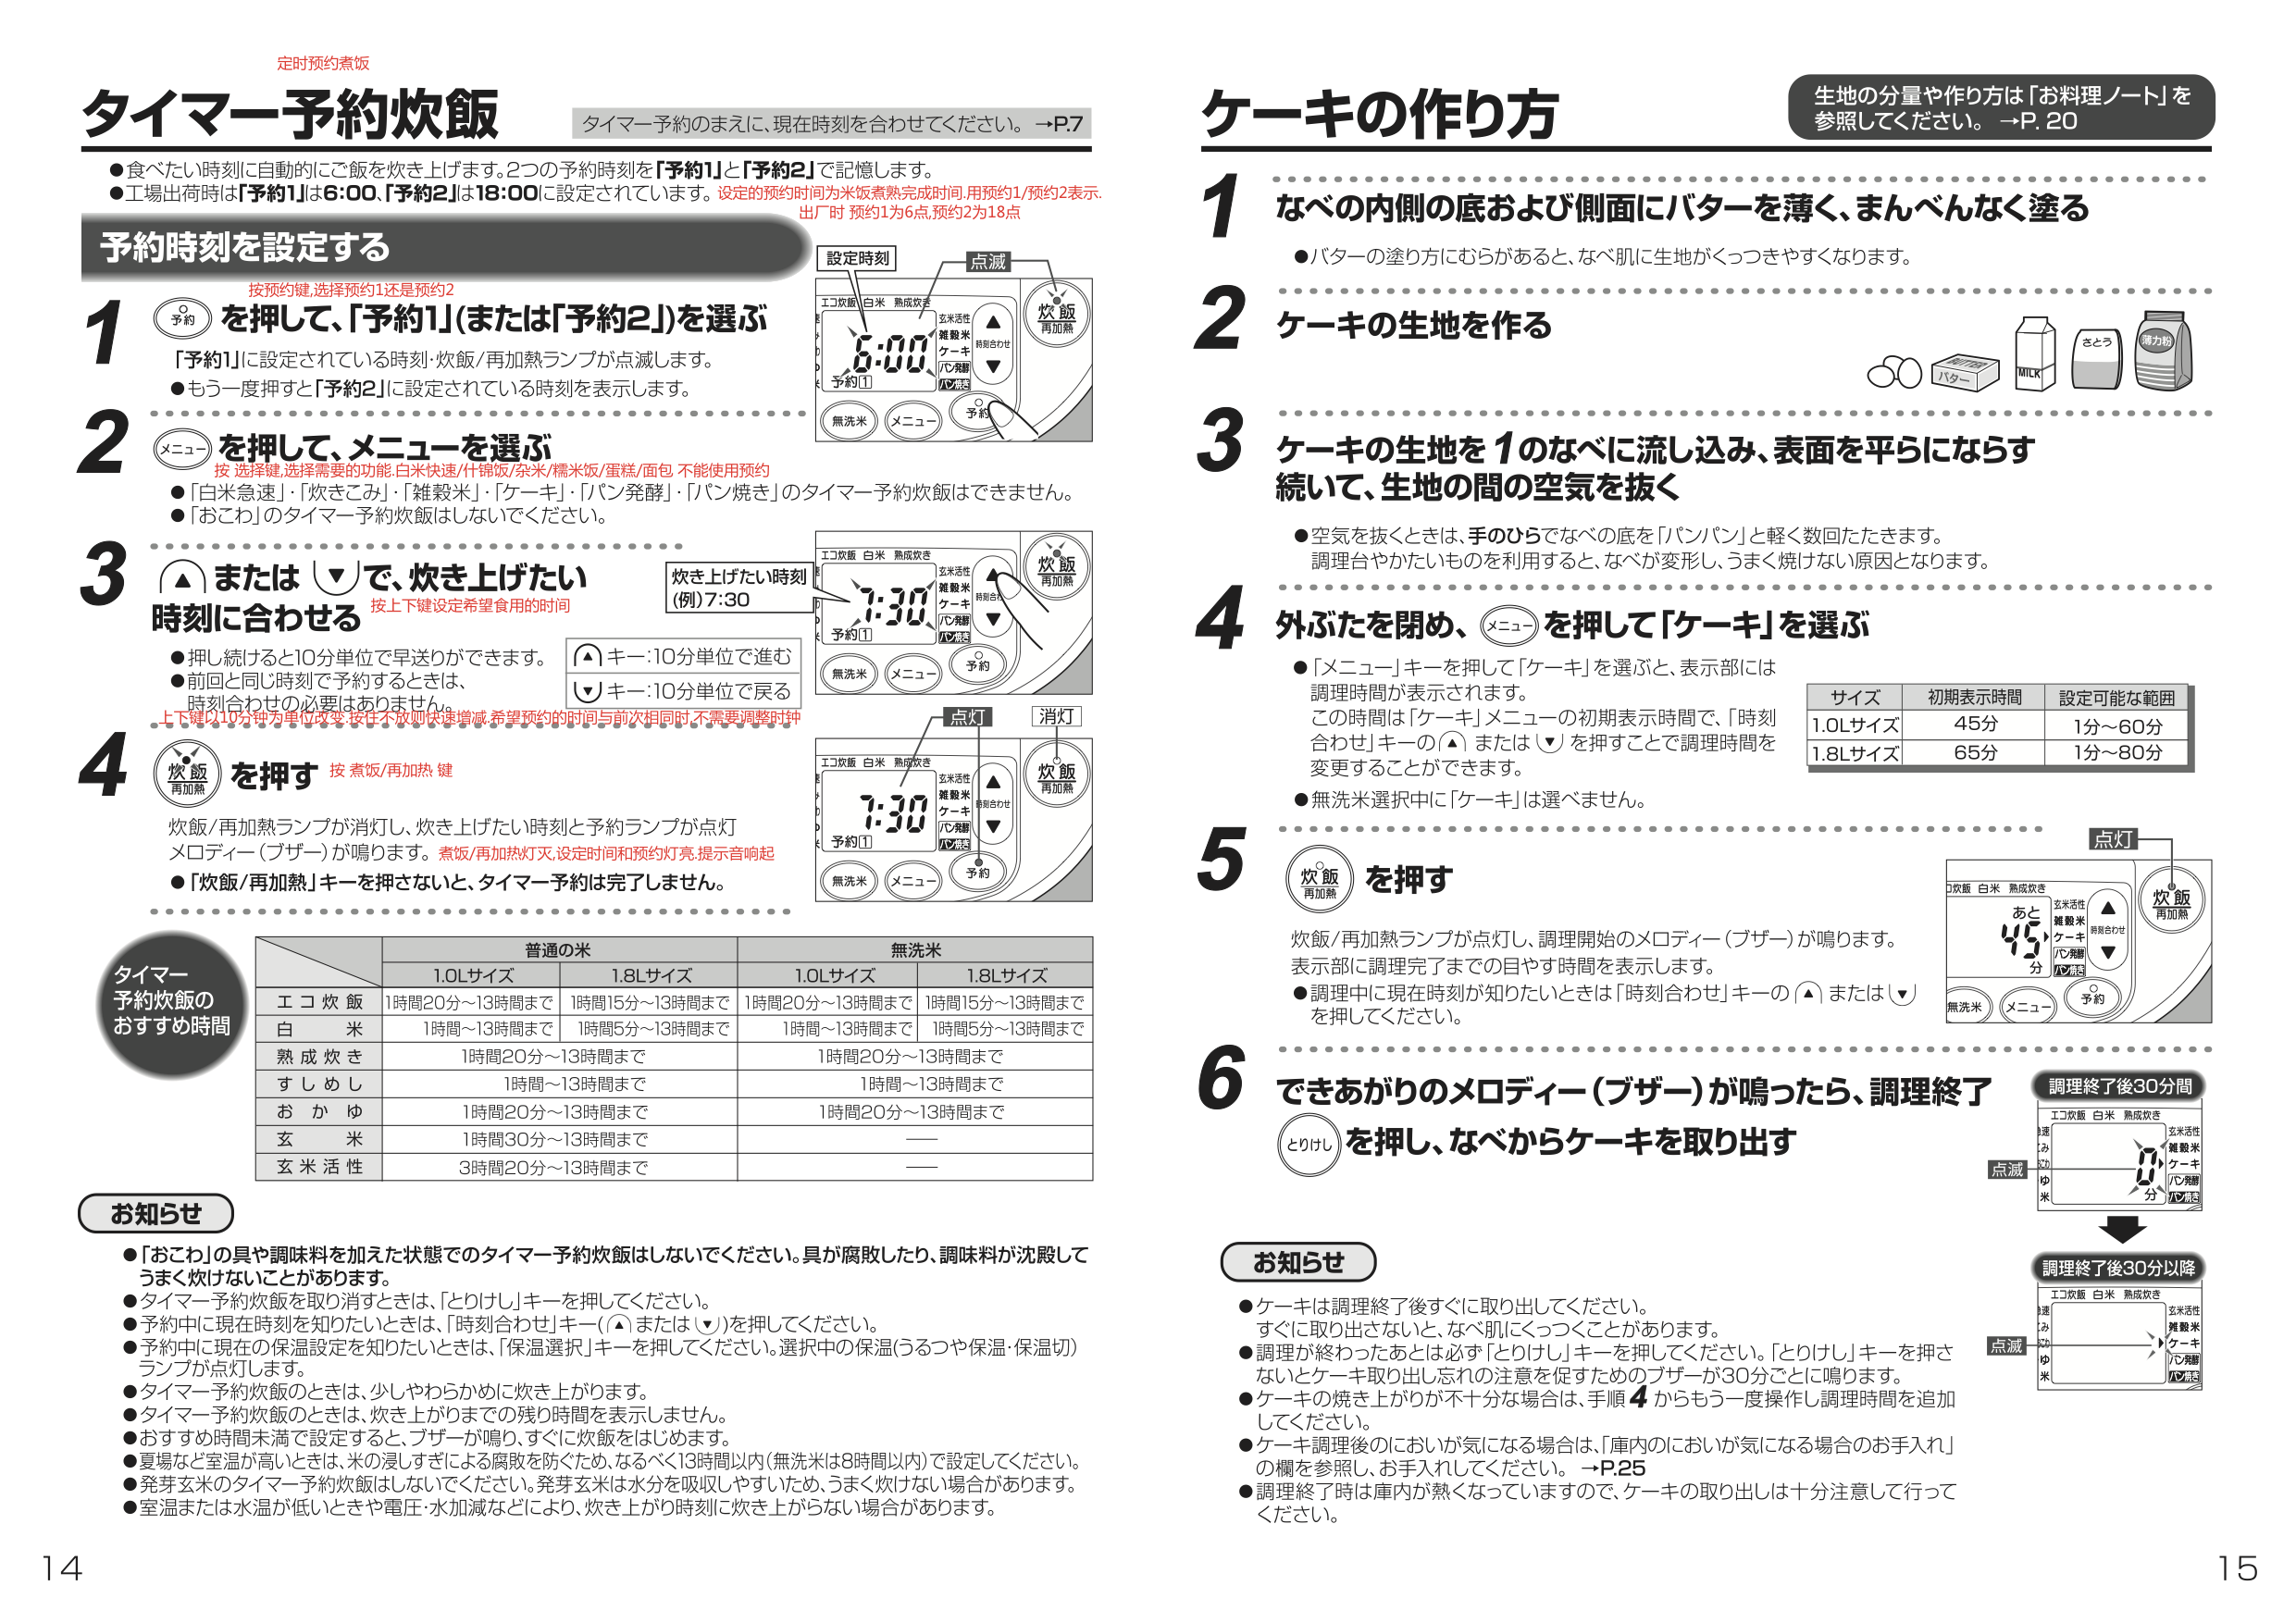 定时预约煮饭
タイマー予約炊飯
タイマー予約のまえに、現在時刻を合わせてください。→P.7
●食べたい時刻に自動的にご飯を炊き上げます。2つの予約時刻を「予約1」と「予約2」で記憶します。
●工場出荷時は「予約1」は6:00、「予約2」は18:00に設定されています。
设定的预约时间为米饭煮熟完成时间.用预约1/预约2表示.
出厂时 预约1为6点,预约2为18点
予約時刻を設定する
按预约键,选择预约1还是预约2
1 予約 を押して、「予約1」(または「予約2」)を選ぶ
「予約1」に設定されている時刻・炊飯/再加熱ランプが点滅します。
●もう一度押すと「予約2」に設定されている時刻を表示します。
設定時刻
点滅
エコ炊飯 白米 熟成炊き
玄米活性
雑穀米
ケーキ
パン発酵
パン焼き
6:00
予約1
▲
時刻合わせ
▼
炊飯
再加熱
無洗米 メニュー 予約
2 メニュー を押して、メニューを選ぶ
按 选择键,选择需要的功能.白米快速/什锦饭/杂米/糯米饭/蛋糕/面包 不能使用预约
●「白米急速」・「炊きこみ」・「雑穀米」・「ケーキ」・「パン発酵」・「パン焼き」のタイマー予約炊飯はできません。
●「おこわ」のタイマー予約炊飯はしないでください。
3 ▲ または ▼ で、炊き上げたい
時刻に合わせる
按上下键设定希望食用的时间
炊き上げたい時刻
(例)7:30
●押し続けると10分単位で早送りができます。
●前回と同じ時刻で予約するときは、
時刻合わせの必要はありません。
▲ キー:10分単位で進む
▼ キー:10分単位で戻る
上下键以10分钟为单位改变.按住不放则快速增减.希望预约的时间与前次相同时,不需要调整时钟
エコ炊飯 白米 熟成炊き
玄米活性
雑穀米
ケーキ
パン発酵
パン焼き
7:30
予約1
▲
▼
炊飯
再加熱
無洗米 メニュー 予約
4 炊飯 再加熱 を押す
按 煮饭/再加热 键
炊飯/再加熱ランプが消灯し、炊き上げたい時刻と予約ランプが点灯
メロディー(ブザー)が鳴ります。
煮饭/再加热灯灭,设定时间和预约灯亮.提示音响起
●「炊飯/再加熱」キーを押さないと、タイマー予約は完了しません。
点灯
消灯
エコ炊飯 白米 熟成炊き
玄米活性
雑穀米
ケーキ
パン発酵
パン焼き
7:30
予約1
▲
時刻合わせ
▼
炊飯
再加熱
無洗米 メニュー 予約
タイマー
予約炊飯の
おすすめ時間
普通の米 無洗米
1.0Lサイズ 1.8Lサイズ 1.0Lサイズ 1.8Lサイズ
エコ炊飯 1時間20分～13時間まで 1時間15分～13時間まで 1時間20分～13時間まで 1時間15分～13時間まで
白米 1時間～13時間まで 1時間5分～13時間まで 1時間～13時間まで 1時間5分～13時間まで
熟成炊き 1時間20分～13時間まで 1時間20分～13時間まで
すしめし 1時間～13時間まで 1時間～13時間まで
おかゆ 1時間20分～13時間まで 1時間20分～13時間まで
玄米 1時間30分～13時間まで ──
玄米活性 3時間20分～13時間まで ──
お知らせ
●「おこわ」の具や調味料を加えた状態でのタイマー予約炊飯はしないでください。具が腐敗したり、調味料が沈殿して
うまく炊けないことがあります。
●タイマー予約炊飯を取り消すときは、「とりけし」キーを押してください。
●予約中に現在時刻を知りたいときは、「時刻合わせ」キー(▲ または ▼)を押してください。
●予約中に現在の保温設定を知りたいときは、「保温選択」キーを押してください。選択中の保温(うるつや保温・保温切)
ランプが点灯します。
●タイマー予約炊飯のときは、少しやわらかめに炊き上がります。
●タイマー予約炊飯のときは、炊き上がりまでの残り時間を表示しません。
●おすすめ時間未満で設定すると、ブザーが鳴り、すぐに炊飯をはじめます。
●夏場など室温が高いときは、米の浸しすぎによる腐敗を防ぐため、なるべく13時間以内(無洗米は8時間以内)で設定してください。
●発芽玄米のタイマー予約炊飯はしないでください。発芽玄米は水分を吸収しやすいため、うまく炊けない場合があります。
●室温または水温が低いときや電圧・水加減などにより、炊き上がり時刻に炊き上がらない場合があります。
14
ケーキの作り方
生地の分量や作り方は「お料理ノート」を
参照してください。→P. 20
1 なべの内側の底および側面にバターを薄く、まんべんなく塗る
●バターの塗り方にむらがあると、なべ肌に生地がくっつきやすくなります。
2 ケーキの生地を作る
BUTTER
バター
MILK
さとう
薄力粉
3 ケーキの生地を1のなべに流し込み、表面を平らにならす
続いて、生地の間の空気を抜く
●空気を抜くときは、手のひらでなべの底を「パンパン」と軽く数回たたきます。
調理台やかたいものを利用すると、なべが変形し、うまく焼けない原因となります。
4 外ぶたを閉め、メニュー を押して「ケーキ」を選ぶ
●「メニュー」キーを押して「ケーキ」を選ぶと、表示部には
調理時間が表示されます。
この時間は「ケーキ」メニューの初期表示時間で、「時刻
合わせ」キーの ▲ または ▼ を押すことで調理時間を
変更することができます。
●無洗米選択中に「ケーキ」は選べません。
サイズ 初期表示時間 設定可能な範囲
1.0Lサイズ 45分 1分～60分
1.8Lサイズ 65分 1分～80分
5 炊飯 再加熱 を押す
炊飯/再加熱ランプが点灯し、調理開始のメロディー(ブザー)が鳴ります。
表示部に調理完了までの目やす時間を表示します。
●調理中に現在時刻が知りたいときは「時刻合わせ」キーの ▲ または ▼
を押してください。
点灯
コ炊飯 白米 熟成炊き
玄米活性
雑穀米
ケーキ
パン発酵
パン焼き
あと
45
分
▲
時刻合わせ
▼
炊飯
再加熱
無洗米 メニュー 予約
6 できあがりのメロディー(ブザー)が鳴ったら、調理終了
とりけし を押し、なべからケーキを取り出す
調理終了後30分間
エコ炊飯 白米 熟成炊き
玄米活性
雑穀米
ケーキ
パン発酵
パン焼き
0
分
点滅
調理終了後30分以降
エコ炊飯 白米 熟成炊き
玄米活性
雑穀米
ケーキ
パン発酵
パン焼き
点滅
お知らせ
●ケーキは調理終了後すぐに取り出してください。
すぐに取り出さないと、なべ肌にくっつくことがあります。
●調理が終わったあとは必ず「とりけし」キーを押してください。「とりけし」キーを押さ
ないとケーキ取り出し忘れの注意を促すためのブザーが30分ごとに鳴ります。
●ケーキの焼き上がりが不十分な場合は、手順4からもう一度操作し調理時間を追加
してください。
●ケーキ調理後のにおいが気になる場合は、「庫内のにおいが気になる場合のお手入れ」
の欄を参照し、お手入れしてください。→P.25
●調理終了時は庫内が熱くなっていますので、ケーキの取り出しは十分注意して行って
ください。
15